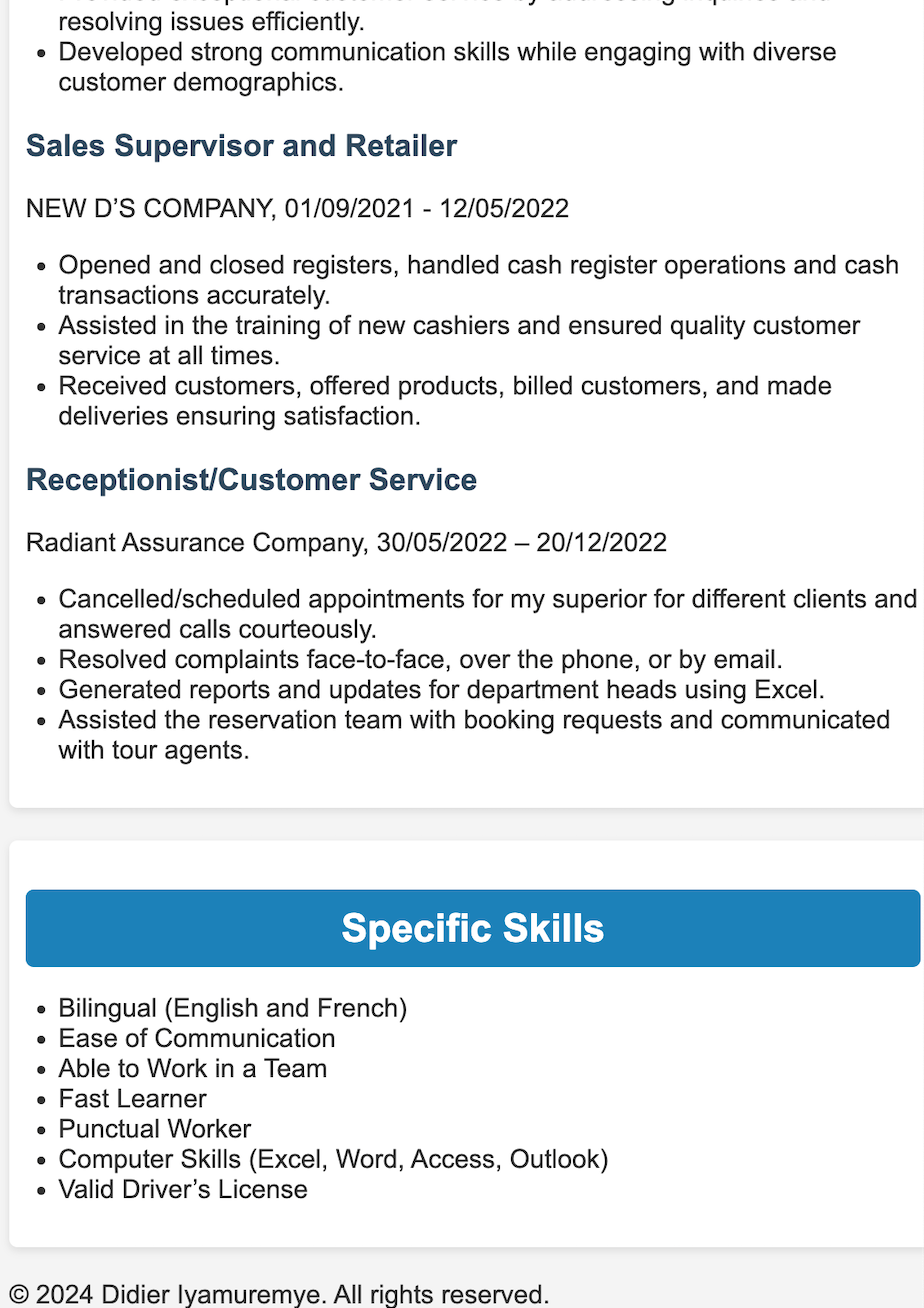 resolving issues efficiently.
• Developed strong communication skills while engaging with diverse
customer demographics.
Sales Supervisor and Retailer
NEW D’S COMPANY, 01/09/2021 - 12/05/2022
• Opened and closed registers, handled cash register operations and cash
transactions accurately.
• Assisted in the training of new cashiers and ensured quality customer
service at all times.
• Received customers, offered products, billed customers, and made
deliveries ensuring satisfaction.
Receptionist/Customer Service
Radiant Assurance Company, 30/05/2022 – 20/12/2022
• Cancelled/scheduled appointments for my superior for different clients and
answered calls courteously.
• Resolved complaints face-to-face, over the phone, or by email.
• Generated reports and updates for department heads using Excel.
• Assisted the reservation team with booking requests and communicated
with tour agents.
Specific Skills
• Bilingual (English and French)
• Ease of Communication
• Able to Work in a Team
• Fast Learner
• Punctual Worker
• Computer Skills (Excel, Word, Access, Outlook)
• Valid Driver’s License
© 2024 Didier Iyamuremye. All rights reserved.